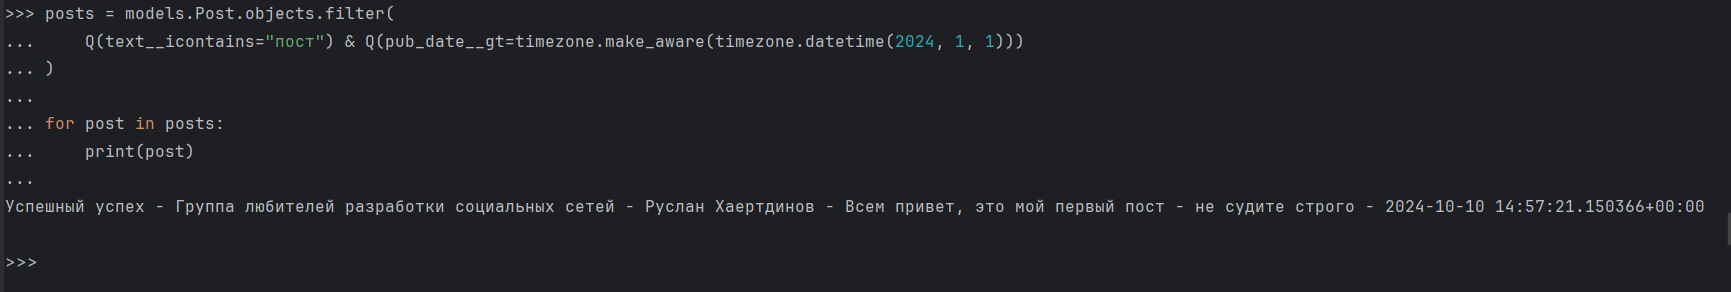 >>> posts = models.Post.objects.filter(
...     Q(text__icontains="пост") & Q(pub_date__gt=timezone.make_aware(timezone.datetime(2024, 1, 1)))
... )
...
... for post in posts:
...     print(post)
...
Успешный успех - Группа любителей разработки социальных сетей - Руслан Хаертдинов - Всем привет, это мой первый пост - не судите строго - 2024-10-10 14:57:21.150366+00:00
>>>